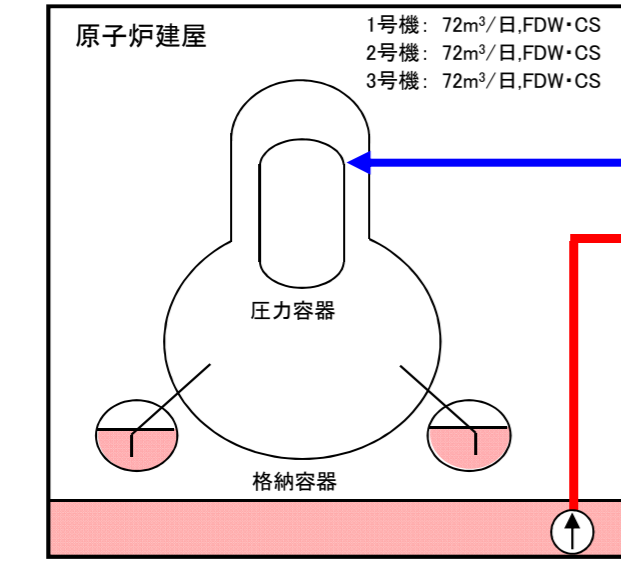 原子炉建屋
1号機: 72m³/日,FDW・CS
2号機: 72m³/日,FDW・CS
3号機: 72m³/日,FDW・CS
圧力容器
格納容器